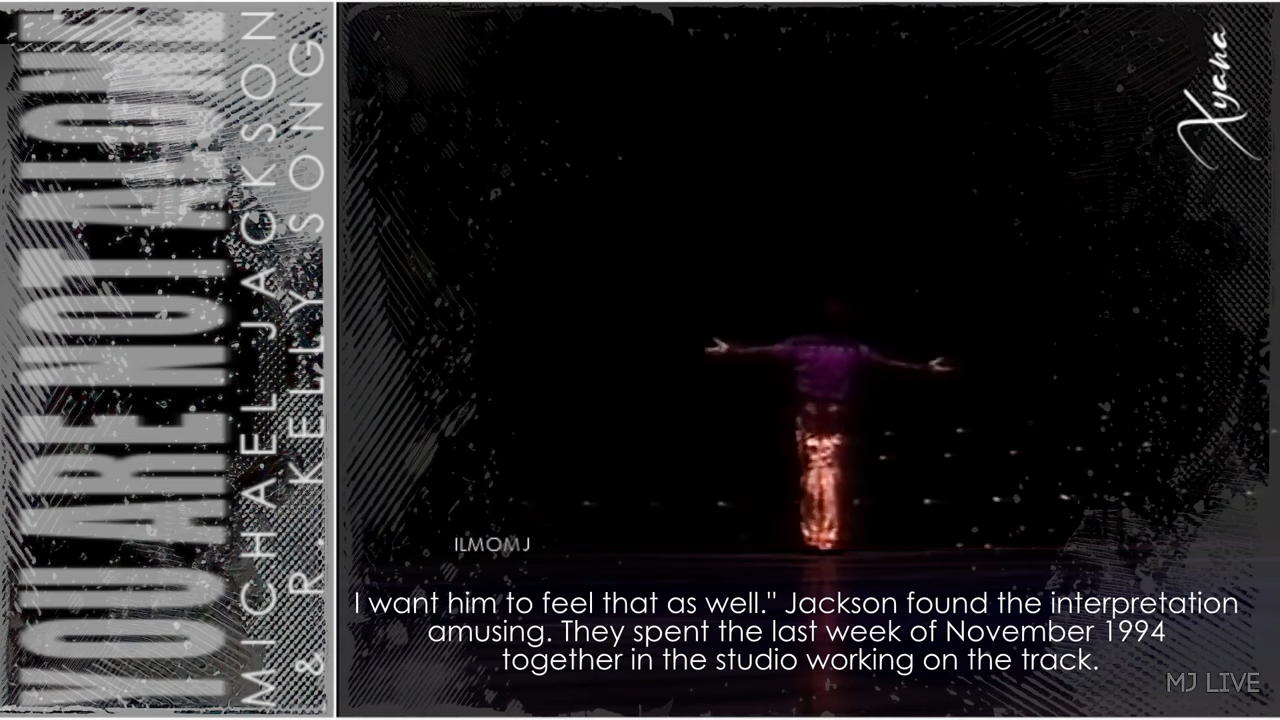 YOU ARE NOT ALONE
MICHAEL JACKSON
& R. KELLY SONG
Xyana
ILMOMJ
I want him to feel that as well." Jackson found the interpretation
amusing. They spent the last week of November 1994
together in the studio working on the track.
MJ LIVE